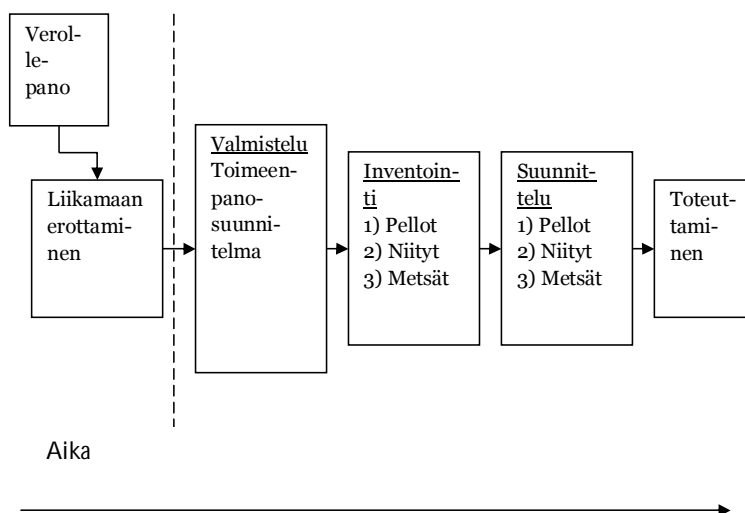 Verol-
le-
pano
Liikamaan
erottami-
nen
Valmistelu
Toimeen-
pano-
suunni-
telma
Inventoin-
ti
1) Pellot
2) Niityt
3) Metsät
Suunnit-
telu
1) Pellot
2) Niityt
3) Metsät
Toteut-
tami-
nen
Aika